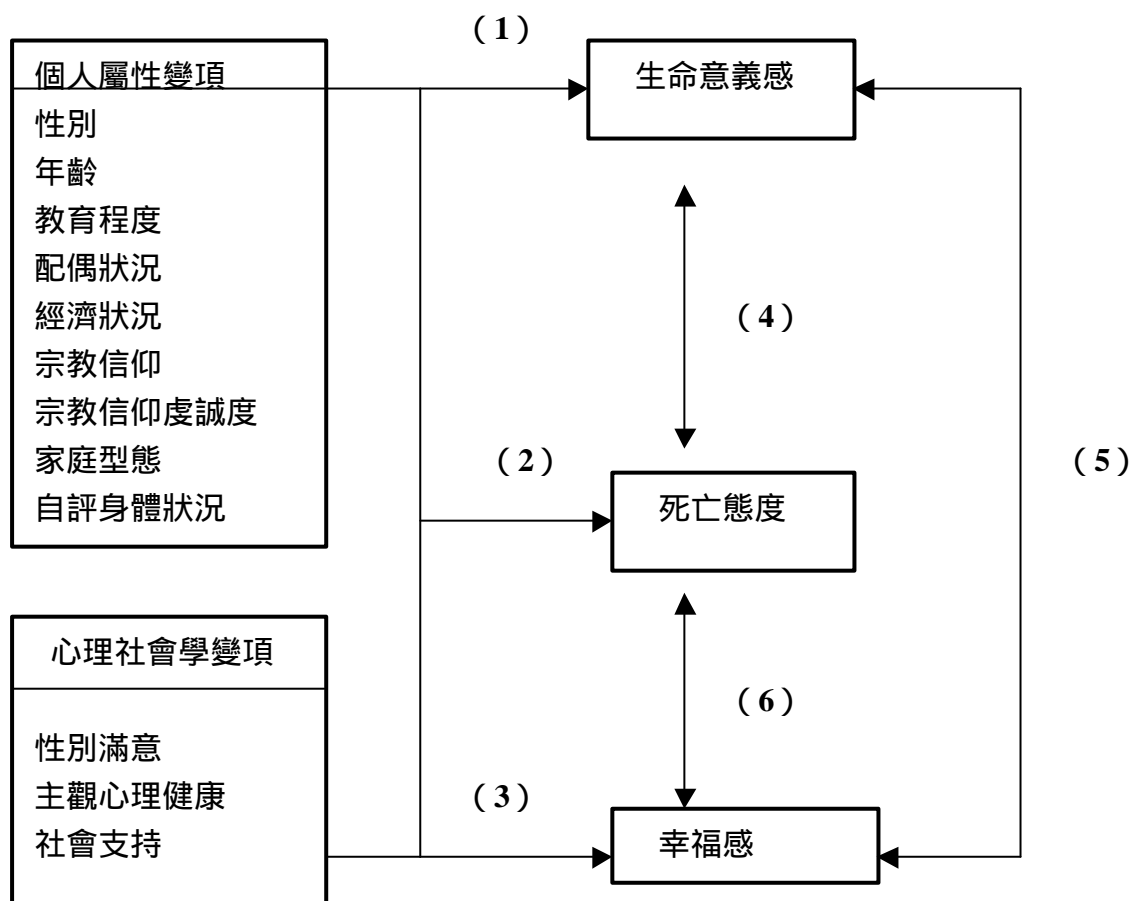 （1）
個人屬性變項
性別
年齡
教育程度
配偶狀況
經濟狀況
宗教信仰
宗教信仰虔誠度
家庭型態
自評身體狀況
生命意義感
（4）
（2）
（5）
死亡態度
心理社會學變項
性別滿意
主觀心理健康
社會支持
（6）
（3）
幸福感